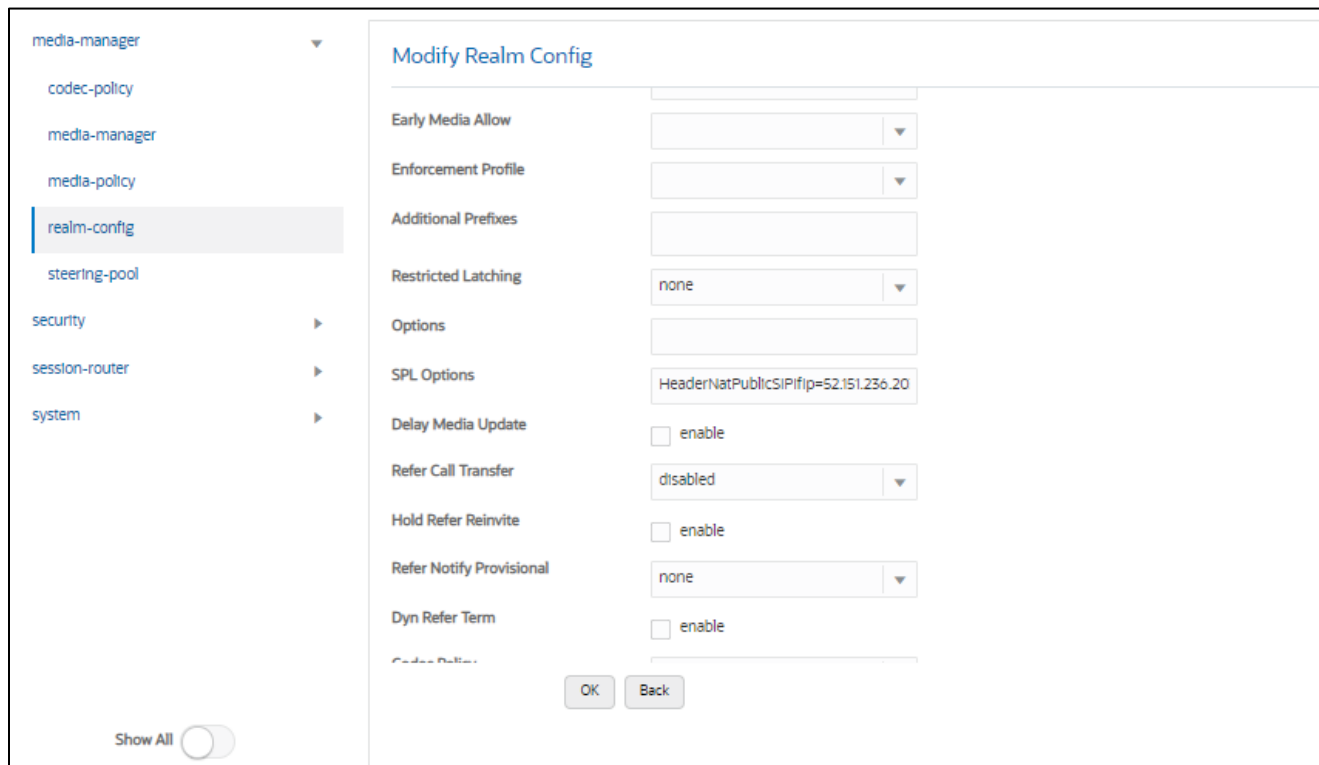 media-manager
codec-policy
media-manager
media-policy
realm-config
steering-pool
security
session-router
system
Show All
Modify Realm Config
Early Media Allow
Enforcement Profile
Additional Prefixes
Restricted Latching
none
Options
SPL Options
HeaderNatPublicSIPIfIp=52.151.236.20
Delay Media Update
enable
Refer Call Transfer
disabled
Hold Refer Reinvite
enable
Refer Notify Provisional
none
Dyn Refer Term
enable
Codec Policy
OK
Back